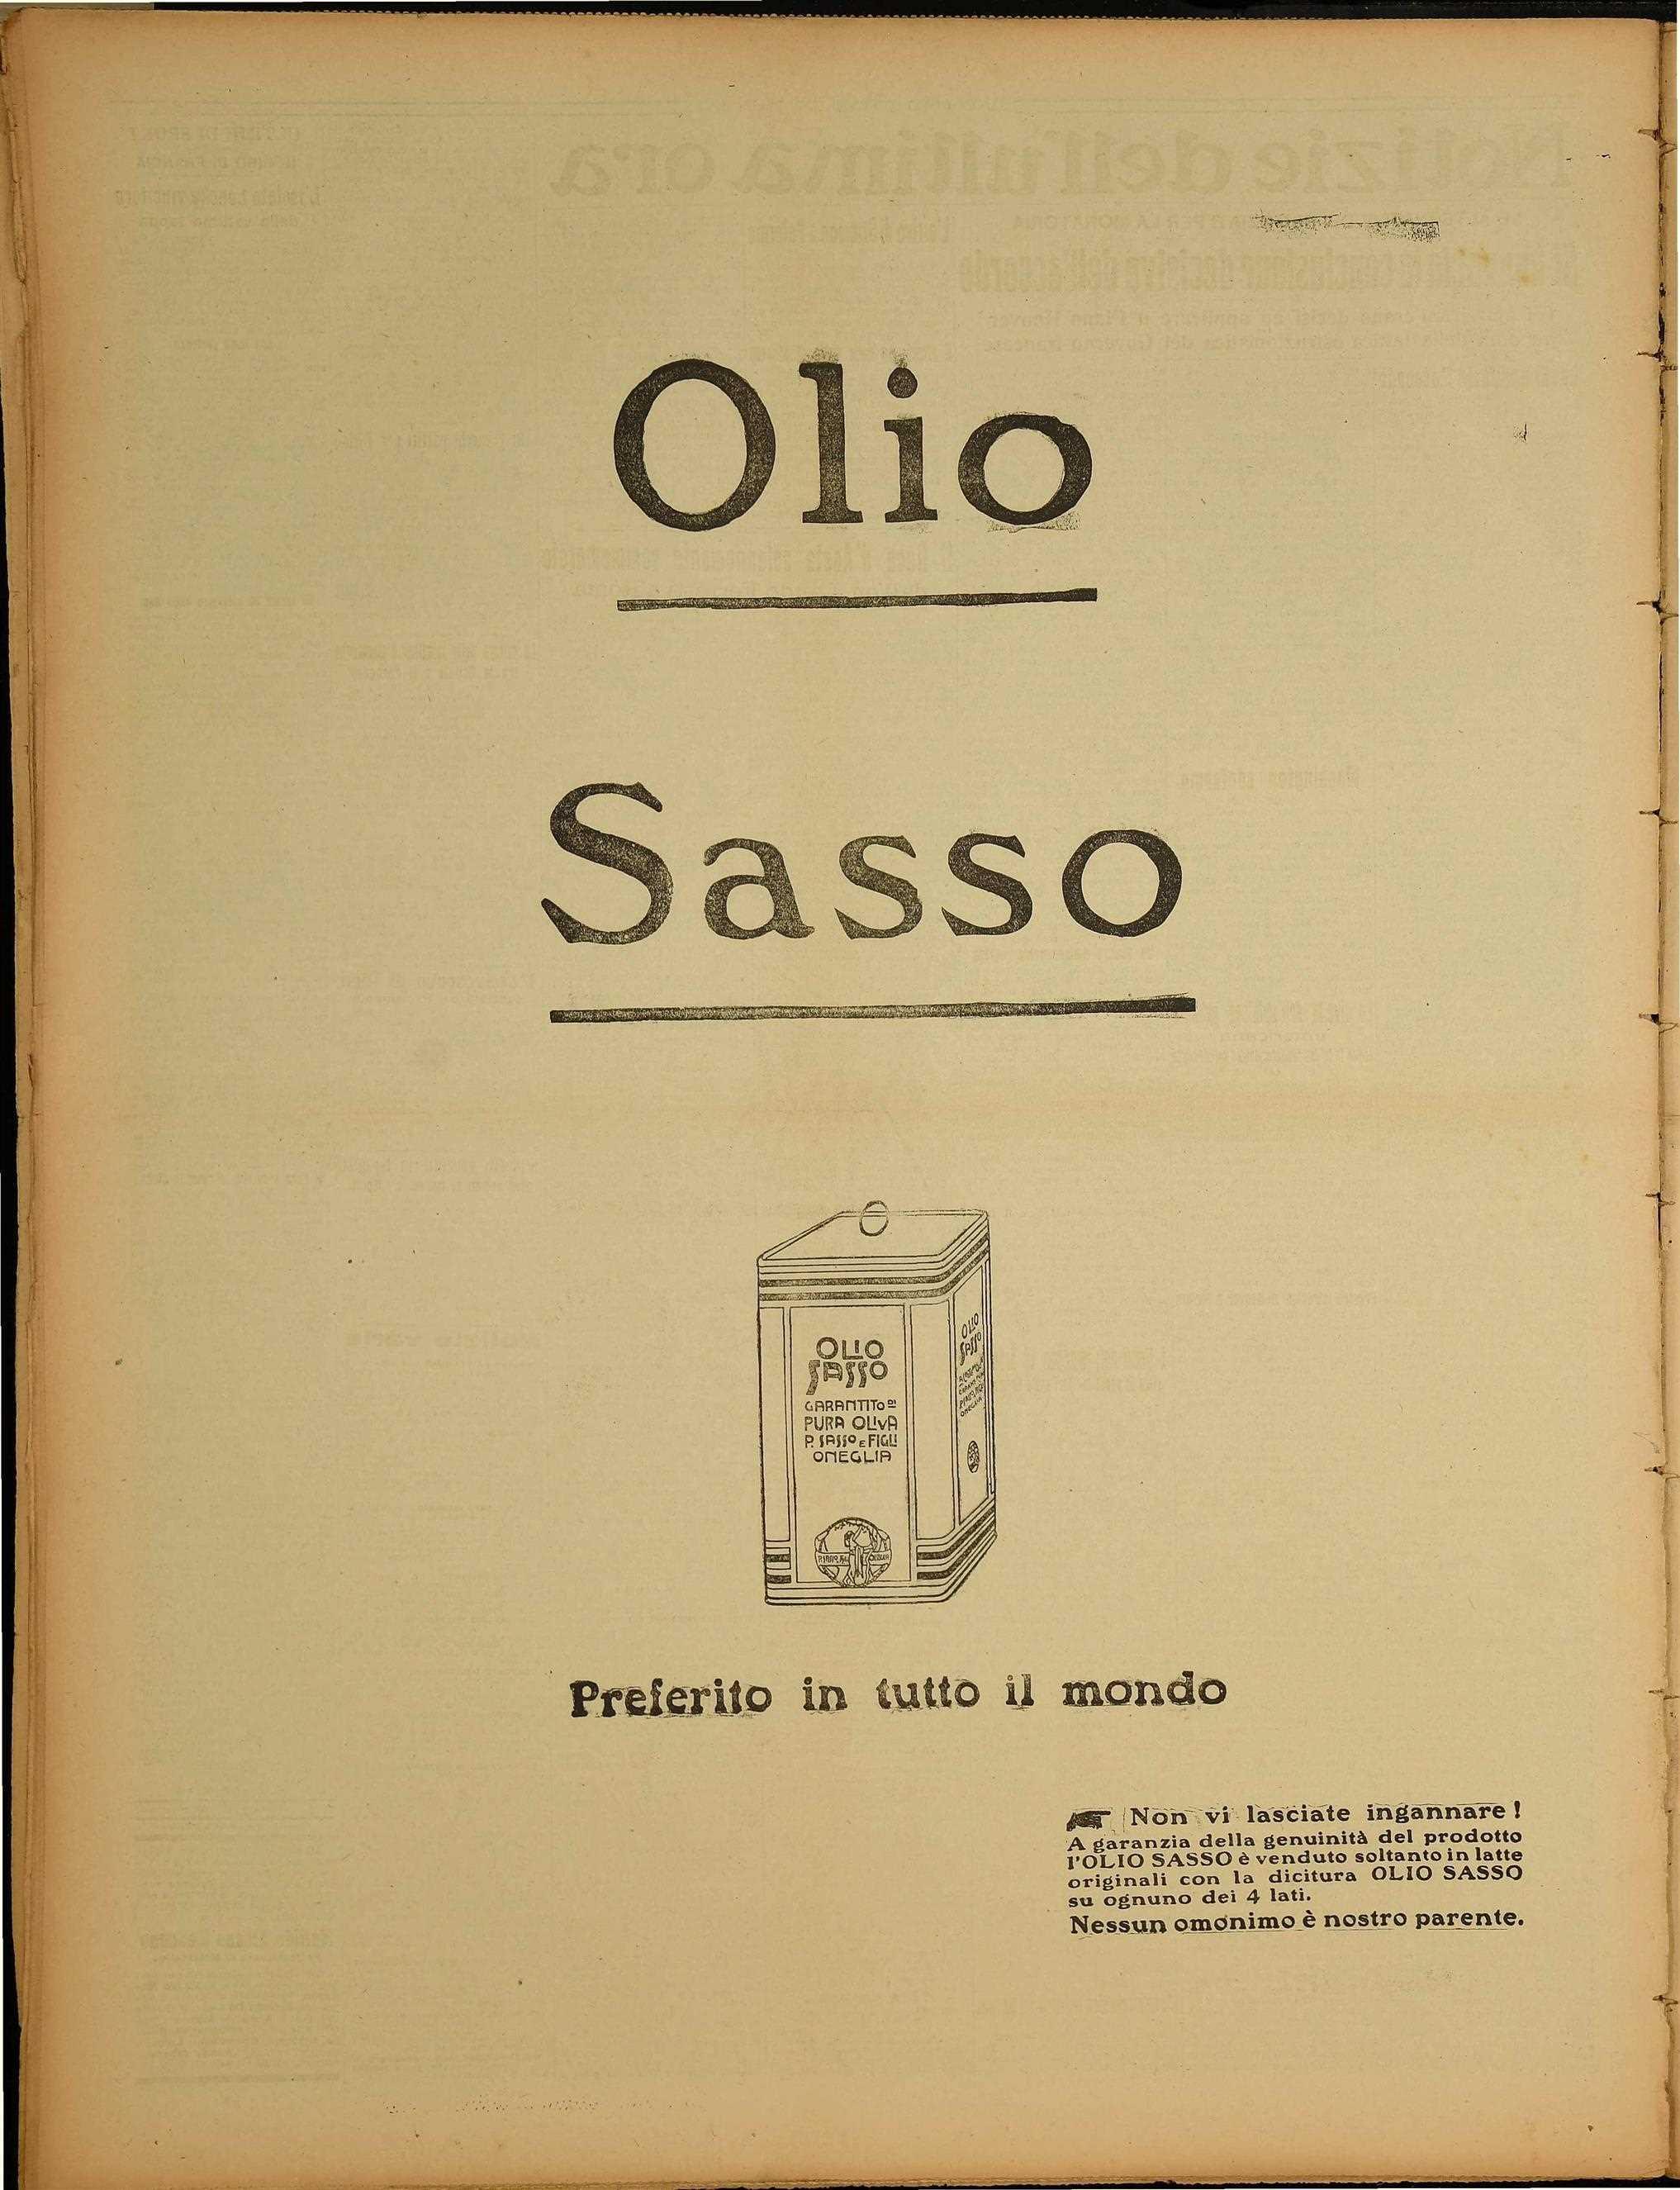 Olio
Sasso
OLIO
SASSO
GARANTITO DI
PURA OLIVA
P. SASSO E FIGLI
ONEGLIA
OLIO
SASSO
Preferito in tutto il mondo
Non vi lasciate ingannare !
A garanzia della genuinità del prodotto
l'OLIO SASSO è venduto soltanto in latte
originali con la dicitura OLIO SASSO
su ognuno dei 4 lati.
Nessun omonimo è nostro parente.